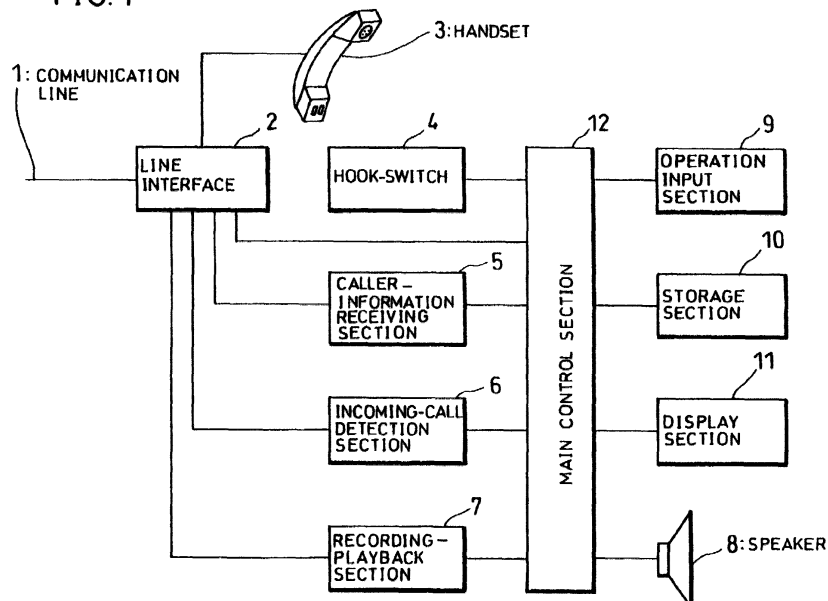 FIG. 1
3: HANDSET
1: COMMUNICATION
LINE
2
4
12
9
LINE
INTERFACE
HOOK-SWITCH
OPERATION
INPUT
SECTION
5
10
CALLER-
INFORMATION
RECEIVING
SECTION
MAIN CONTROL SECTION
STORAGE
SECTION
6
11
INCOMING-CALL
DETECTION
SECTION
DISPLAY
SECTION
7
RECORDING-
PLAYBACK
SECTION
8: SPEAKER